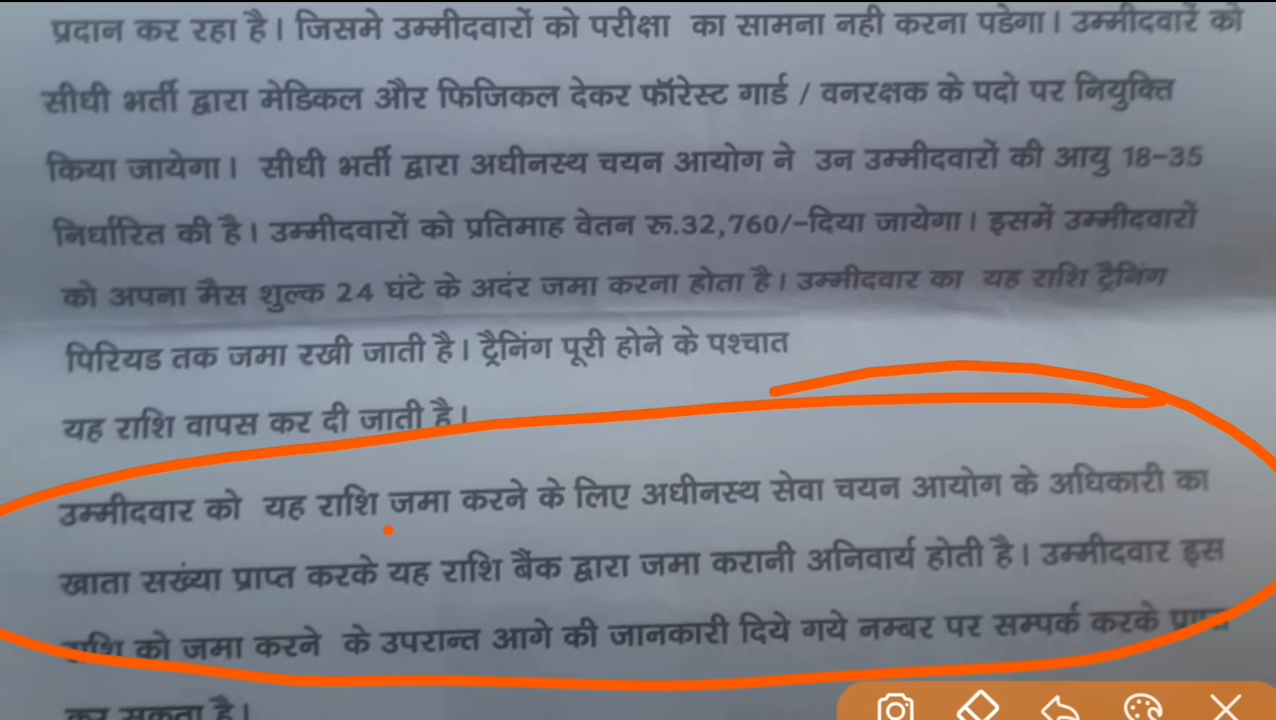 प्रदान कर रहा है। जिसमे उम्मीदवारों को परीक्षा का सामना नही करना पडेगा। उम्मीदवारें को
सीधी भर्ती द्वारा मेडिकल और फिजिकल देकर फॉरेस्ट गार्ड / वनरक्षक के पदो पर नियुक्ति
किया जायेगा। सीधी भर्ती द्वारा अधीनस्थ चयन आयोग ने उन उम्मीदवारों की आयु 18-35
निर्धारित की है। उम्मीदवारों को प्रतिमाह वेतन रू.32,760/-दिया जायेगा। इसमें उम्मीदवारों
को अपना मैस शुल्क 24 घंटे के अदंर जमा करना होता है। उम्मीदवार का यह राशि ट्रैनिंग
पिरियड तक जमा रखी जाती है। ट्रैनिंग पूरी होने के पश्चात
यह राशि वापस कर दी जाती है।
उम्मीदवार को यह राशि जमा करने के लिए अधीनस्थ सेवा चयन आयोग के अधिकारी का
खाता सख्ंया प्राप्त करके यह राशि बैंक द्वारा जमा करानी अनिवार्य होती है। उम्मीदवार इस
राशि को जमा करने के उपरान्त आगे की जानकारी दिये गये नम्बर पर सम्पर्क करके प्राप्त
कर सकता है।